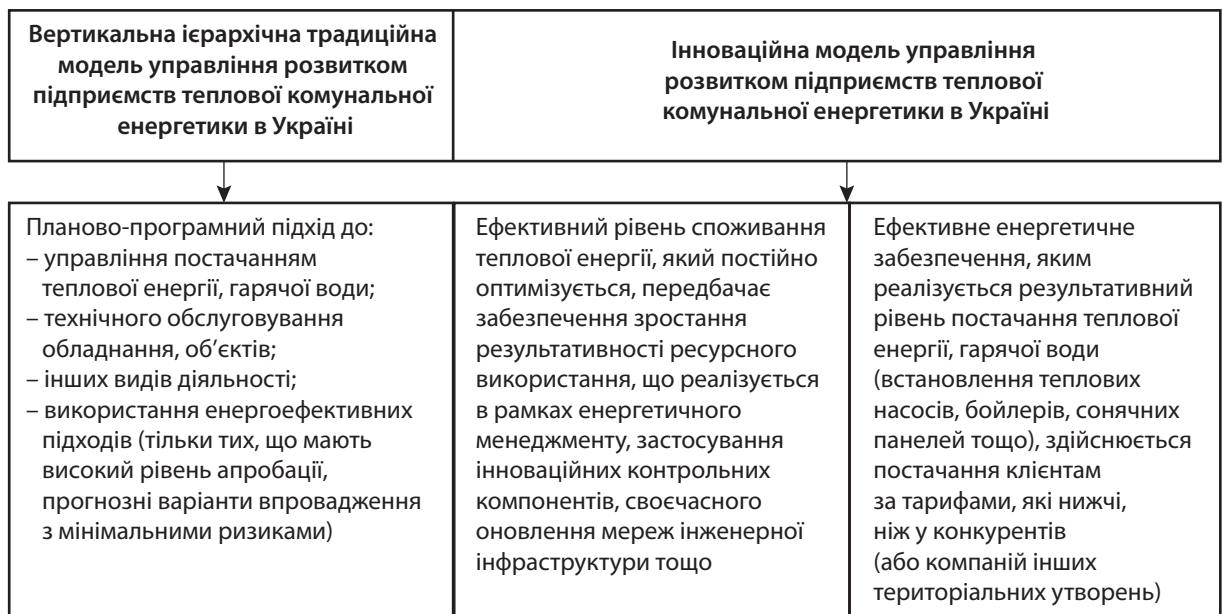 Вертикальна ієрархічна традиційна
модель управління розвитком
підприємств теплової комунальної
енергетики в Україні
Інноваційна модель управління
розвитком підприємств теплової
комунальної енергетики в Україні
Планово-програмний підхід до:
– управління постачанням
теплової енергії, гарячої води;
– технічного обслуговування
обладнання, об’єктів;
– інших видів діяльності;
– використання енергоефективних
підходів (тільки тих, що мають
високий рівень апробації,
прогнозні варіанти впровадження
з мінімальними ризиками)
Ефективний рівень споживання
теплової енергії, який постійно
оптимізується, передбачає
забезпечення зростання
результативності ресурсного
використання, що реалізується
в рамках енергетичного
менеджменту, застосування
інноваційних контрольних
компонентів, своєчасного
оновлення мереж інженерної
інфраструктури тощо
Ефективне енергетичне
забезпечення, яким
реалізується результативний
рівень постачання теплової
енергії, гарячої води
(встановлення теплових
насосів, бойлерів, сонячних
панелей тощо), здійснюється
постачання клієнтам
за тарифами, які нижчі,
ніж у конкурентів
(або компаній інших
територіальних утворень)